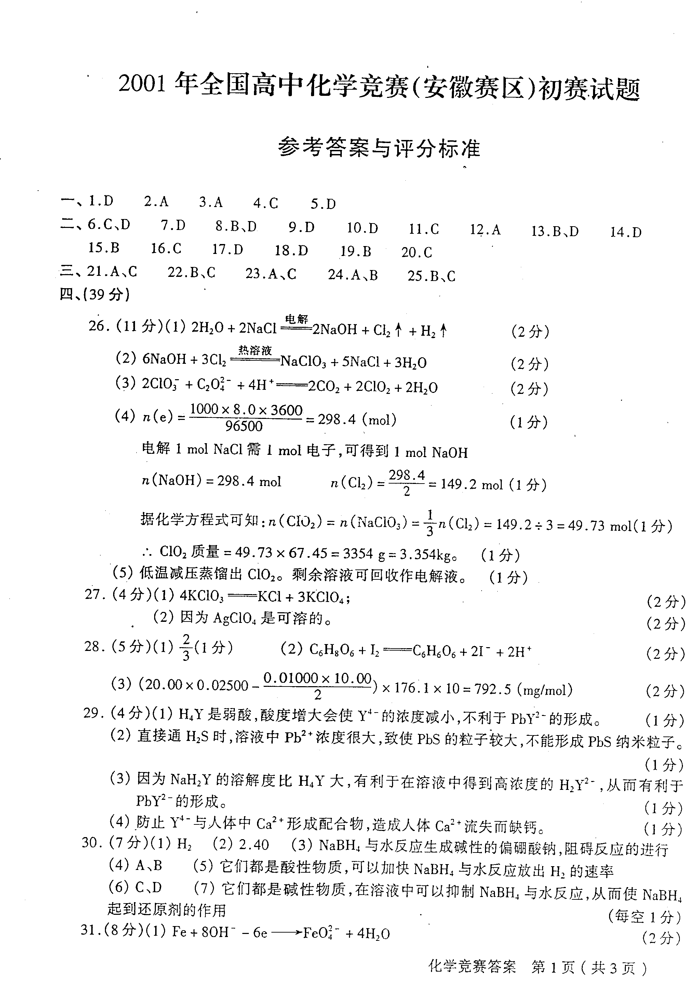 2001 年全国高中化学竞赛(安徽赛区)初赛试题
参考答案与评分标准
一、1.D 2.A 3.A 4.C 5.D
二、6.C、D 7.D 8.B、D 9.D 10.D 11.C 12.A 13.B、D 14.D
15.B 16.C 17.D 18.D 19.B 20.C
三、21.A、C 22.B、C 23.A、C 24.A、B 25.B、C
四、(39 分)
26. (11 分)(1) 2H₂O + 2NaCl ══电解══ 2NaOH + Cl₂↑ + H₂↑ (2 分)
(2) 6NaOH + 3Cl₂ ══热溶液══ NaClO₃ + 5NaCl + 3H₂O (2 分)
(3) 2ClO₃⁻ + C₂O₄²⁻ + 4H⁺ ═══ 2CO₂ + 2ClO₂ + 2H₂O (2 分)
(4) n(e) = (1000 × 8.0 × 3600)/96500 = 298.4 (mol) (1 分)
电解 1 mol NaCl 需 1 mol 电子,可得到 1 mol NaOH
n(NaOH) = 298.4 mol n(Cl₂) = 298.4/2 = 149.2 mol (1 分)
据化学方程式可知:n(ClO₂) = n(NaClO₃) = 1/3 n(Cl₂) = 149.2 ÷ 3 = 49.73 mol(1 分)
∴ ClO₂ 质量 = 49.73 × 67.45 = 3354 g = 3.354kg。 (1 分)
(5) 低温减压蒸馏出 ClO₂。剩余溶液可回收作电解液。 (1 分)
27. (4 分)(1) 4KClO₃ ═══ KCl + 3KClO₄; (2 分)
(2) 因为 AgClO₄ 是可溶的。 (2 分)
28. (5 分)(1) 2/3 (1 分) (2) C₆H₈O₆ + I₂ ═══ C₆H₆O₆ + 2I⁻ + 2H⁺ (2 分)
(3) (20.00 × 0.02500 − (0.01000 × 10.00)/2) × 176.1 × 10 = 792.5 (mg/mol) (2 分)
29. (4 分)(1) H₄Y 是弱酸,酸度增大会使 Y⁴⁻ 的浓度减小,不利于 PbY²⁻ 的形成。 (1 分)
(2) 直接通 H₂S 时,溶液中 Pb²⁺ 浓度很大,致使 PbS 的粒子较大,不能形成 PbS 纳米粒子。
(1 分)
(3) 因为 NaH₂Y 的溶解度比 H₄Y 大,有利于在溶液中得到高浓度的 H₂Y²⁻,从而有利于
PbY²⁻ 的形成。 (1 分)
(4) 防止 Y⁴⁻ 与人体中 Ca²⁺ 形成配合物,造成人体 Ca²⁺ 流失而缺钙。 (1 分)
30. (7 分)(1) H₂ (2) 2.40 (3) NaBH₄ 与水反应生成碱性的偏硼酸钠,阻碍反应的进行
(4) A、B (5) 它们都是酸性物质,可以加快 NaBH₄ 与水反应放出 H₂ 的速率
(6) C、D (7) 它们都是碱性物质,在溶液中可以抑制 NaBH₄ 与水反应,从而使 NaBH₄
起到还原剂的作用 (每空 1 分)
31.(8 分)(1) Fe + 8OH⁻ − 6e ⟶ FeO₄²⁻ + 4H₂O (2 分)
化学竞赛答案 第 1 页 ( 共 3 页 )